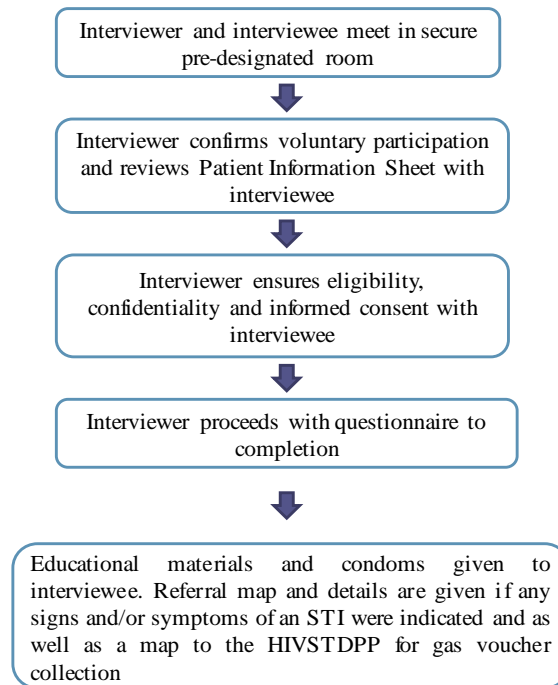 Interviewer and interviewee meet in secure
pre-designated room
Interviewer confirms voluntary participation
and reviews Patient Information Sheet with
interviewee
Interviewer ensures eligibility,
confidentiality and informed consent with
interviewee
Interviewer proceeds with questionnaire to
completion
Educational materials and condoms given to
interviewee. Referral map and details are given if any
signs and/or symptoms of an STI were indicated and as
well as a map to the HIVSTDPP for gas voucher
collection